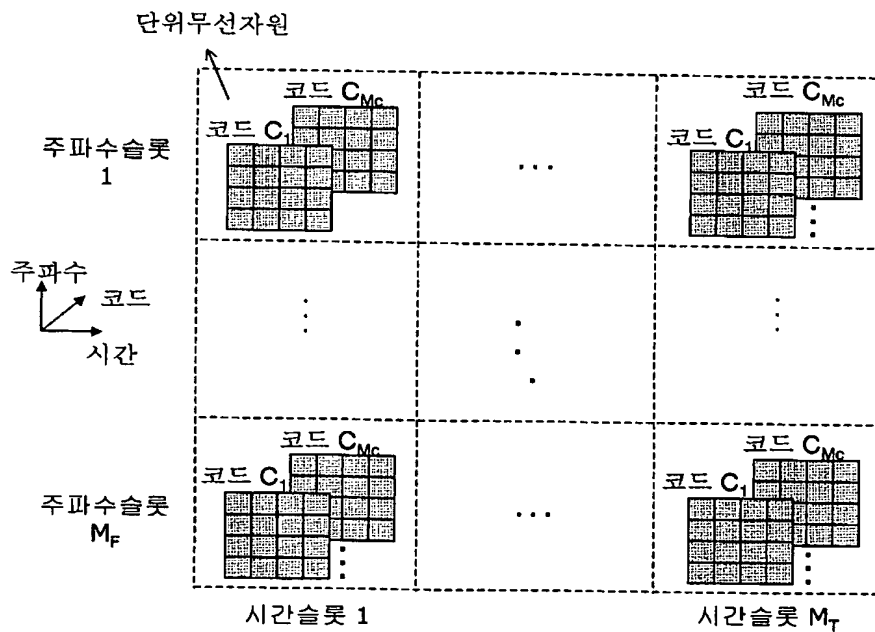 단위무선자원
코드 C_Mc
코드 C_1
코드 C_Mc
코드 C_1
주파수슬롯
1
...
주파수
코드
시간
코드 C_Mc
코드 C_1
코드 C_Mc
코드 C_1
주파수슬롯
M_F
...
시간슬롯 1
시간슬롯 M_T